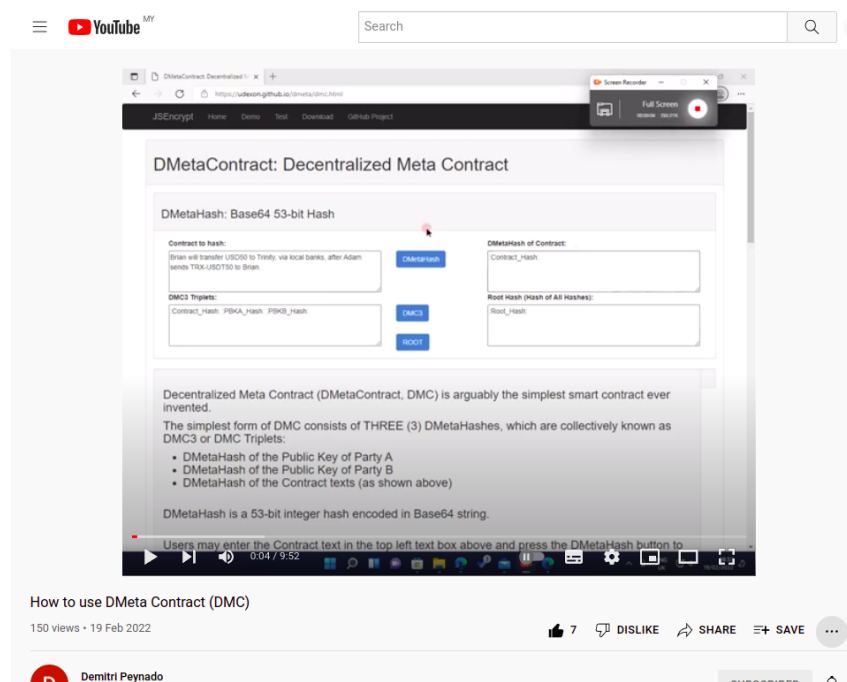 YouTube MY
Search
DMetaContract: Decentralized M
https://udexon.github.io/dmeta/dmc.html
Screen Recorder
Full Screen
JSEncrypt Home Demo Test Download GitHub Project
DMetaContract: Decentralized Meta Contract
DMetaHash: Base64 53-bit Hash
Contract to hash:
Brian will transfer USD50 to Trinity, via local banks, after Adam
sends TRX-USDT50 to Brian
DMetaHash
DMetaHash of Contract:
Contract_Hash:
DMC3 Triplets:
Contract_Hash: :PBKA_Hash: :PBKB_Hash
DMC3
ROOT
Root Hash (Hash of All Hashes):
Root_Hash:
Decentralized Meta Contract (DMetaContract, DMC) is arguably the simplest smart contract ever
invented.
The simplest form of DMC consists of THREE (3) DMetaHashes, which are collectively known as
DMC3 or DMC Triplets:
• DMetaHash of the Public Key of Party A
• DMetaHash of the Public Key of Party B
• DMetaHash of the Contract texts (as shown above)
DMetaHash is a 53-bit integer hash encoded in Base64 string.
Users may enter the Contract text in the top left text box above and press the DMetaHash button to
0:04 / 9:52
How to use DMeta Contract (DMC)
150 views • 19 Feb 2022
7 DISLIKE SHARE SAVE
D
Demitri Peynado
SUBSCRIBED